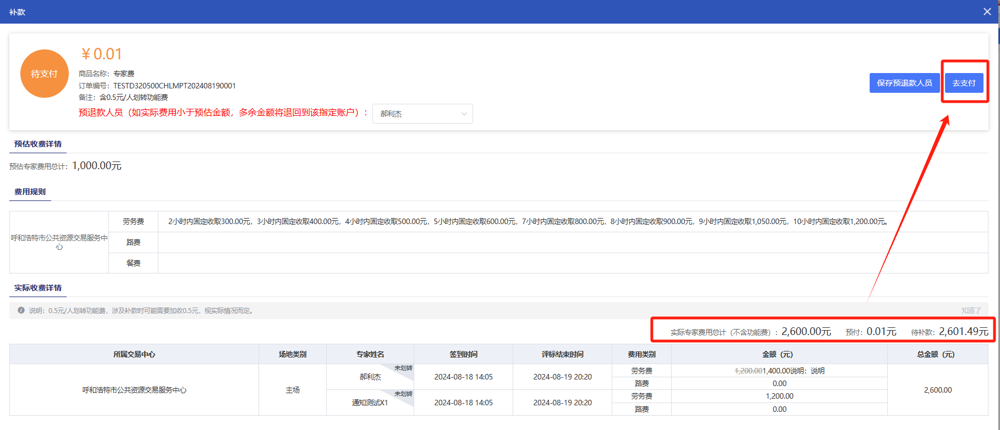 补款
待支付
￥0.01
商品名称：专家费
订单编号：TESTD320500CHLMPT202408190001
备注：含0.5元/人划转功能费
预退款人员（如实际费用小于预估金额，多余金额将退回到该指定账户）： 郝利杰
保存预退款人员 去支付
预估收费详情
预估专家费用总计：1,000.00元
费用规则
呼和浩特市公共资源交易服务中心
劳务费 2小时内固定收取300.00元，3小时内固定收取400.00元，4小时内固定收取500.00元，5小时内固定收取600.00元，7小时内固定收取800.00元，8小时内固定收取900.00元，9小时内固定收取1,050.00元，10小时内固定收取1,200.00元。
路费
餐费
实际收费详情
说明：0.5元/人划转功能费，涉及补款时可能需要加收0.5元，视实际情况而定。 知道了
实际专家费用总计（不含功能费）：2,600.00元 预付：0.01元 待补款：2,601.49元
所属交易中心 场地类别 专家姓名 签到时间 评标结束时间 费用类别 金额（元） 总金额（元）
呼和浩特市公共资源交易服务中心 主场 郝利杰 未划转 2024-08-18 14:05 2024-08-19 20:20 劳务费 1,200.001,400.00说明：说明 2,600.00
路费 0.00
通知测试X1 未划转 2024-08-18 14:05 2024-08-19 20:20 劳务费 1,200.00
路费 0.00